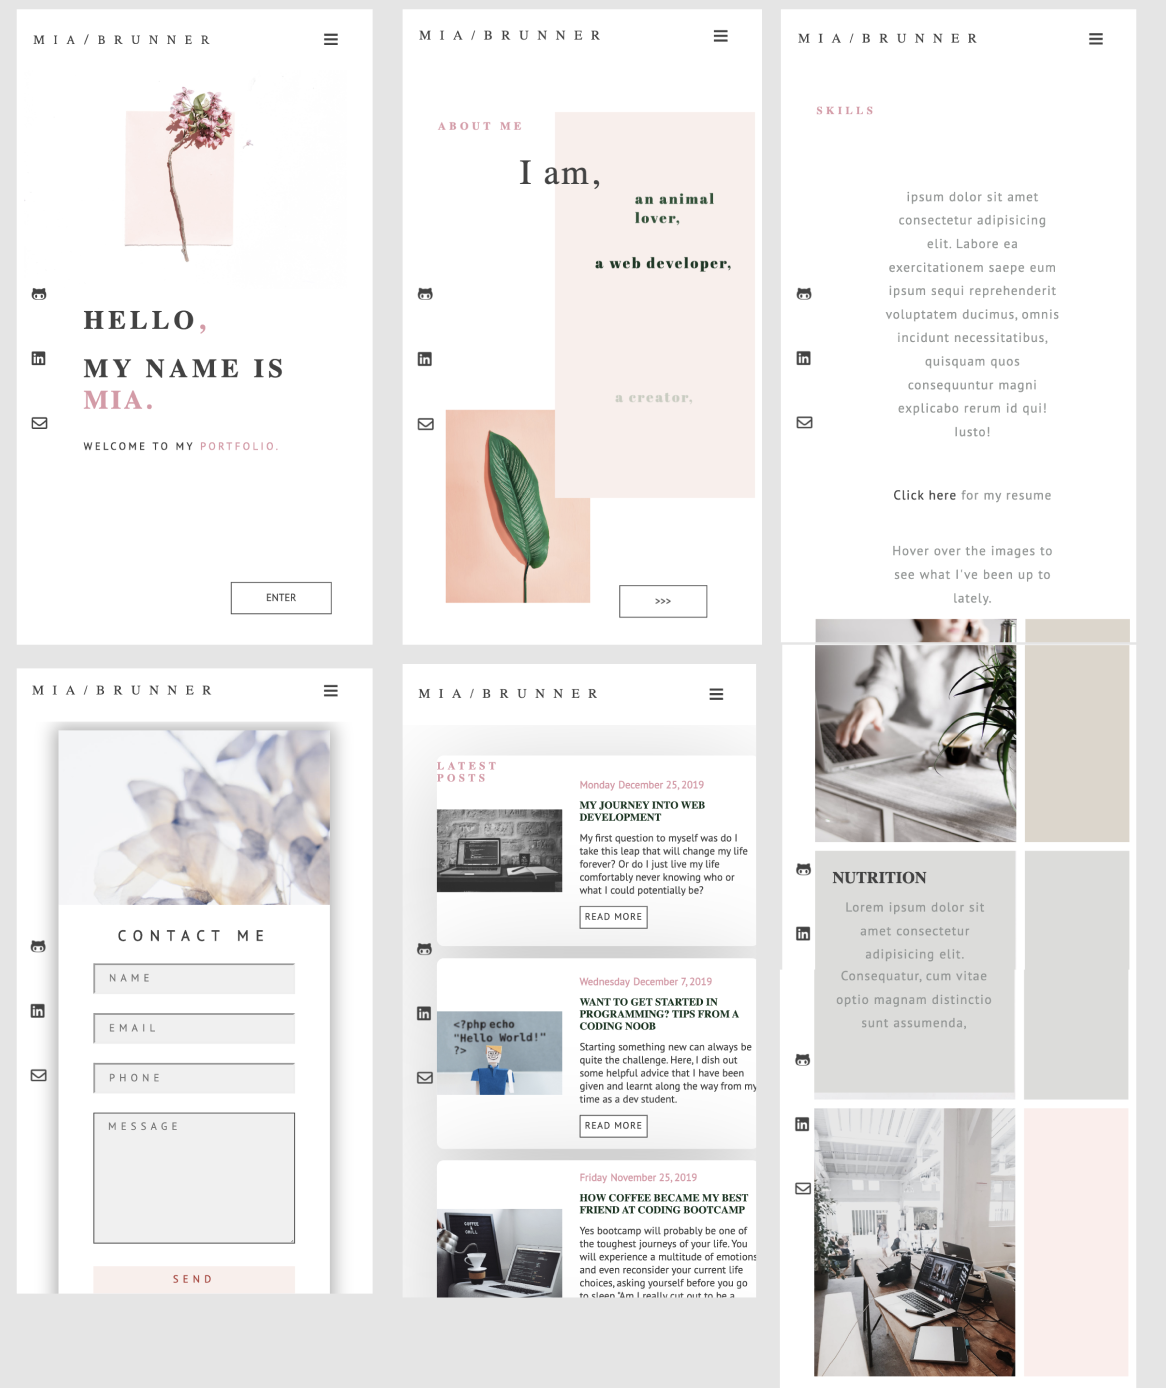 MIA/BRUNNER
HELLO,
MY NAME IS
MIA.
WELCOME TO MY PORTFOLIO.
ENTER
MIA/BRUNNER
ABOUT ME
I am,
an animal
lover,
a web developer,
a creator,
>>>
MIA/BRUNNER
SKILLS
ipsum dolor sit amet
consectetur adipisicing
elit. Labore ea
exercitationem saepe eum
ipsum sequi reprehenderit
voluptatem ducimus, omnis
incidunt necessitatibus,
quisquam quos
consequuntur magni
explicabo rerum id qui!
Iusto!
Click here for my resume
Hover over the images to
see what I've been up to
lately.
NUTRITION
Lorem ipsum dolor sit
amet consectetur
adipisicing elit.
Consequatur, cum vitae
optio magnam distinctio
sunt assumenda,
MIA/BRUNNER
CONTACT ME
NAME
EMAIL
PHONE
MESSAGE
SEND
MIA/BRUNNER
LATEST
POSTS
Monday December 25, 2019
MY JOURNEY INTO WEB
DEVELOPMENT
My first question to myself was do I
take this leap that will change my life
forever? Or do I just live my life
comfortably never knowing who or
what I could potentially be?
READ MORE
<?php echo
"Hello World!"
?>
Wednesday December 7, 2019
WANT TO GET STARTED IN
PROGRAMMING? TIPS FROM A
CODING NOOB
Starting something new can always be
quite the challenge. Here, I dish out
some helpful advice that I have been
given and learnt along the way from my
time as a dev student.
READ MORE
COFFEE
&
CHILL
Friday November 25, 2019
HOW COFFEE BECAME MY BEST
FRIEND AT CODING BOOTCAMP
Yes bootcamp will probably be one of
the toughest journeys of your life. You
will experience a multitude of emotions
and even reconsider your current life
choices, asking yourself before you go
to sleep "Am I really cut out to be a